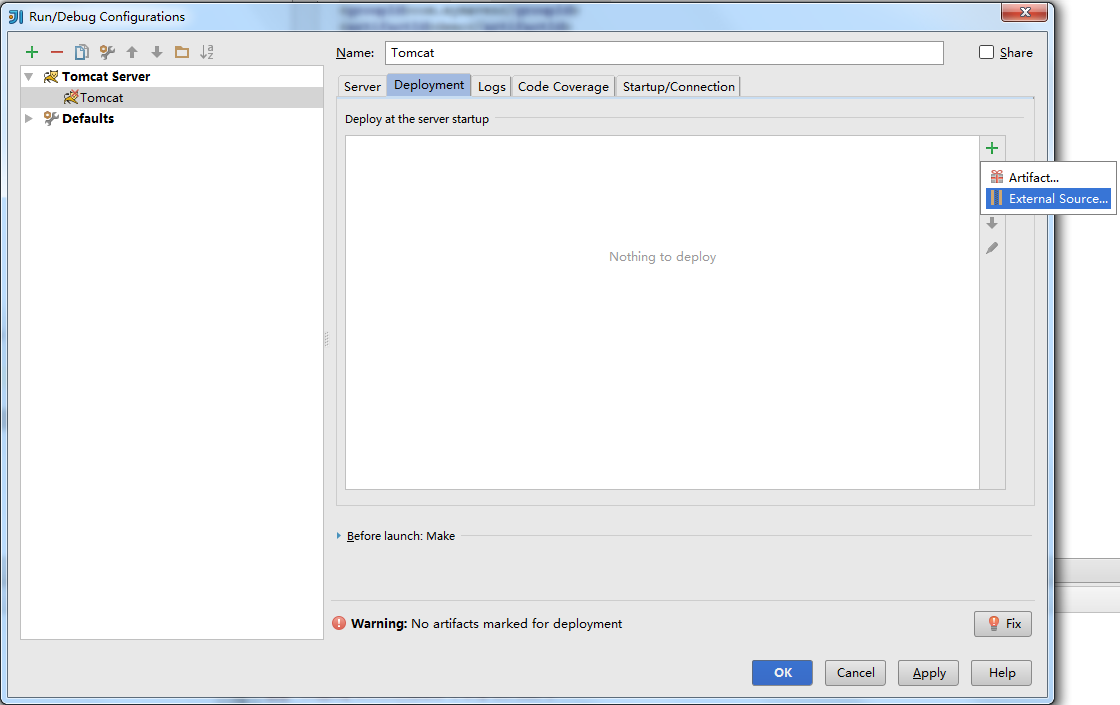 Run/Debug Configurations
Name: Tomcat
Share
Tomcat Server
Tomcat
Defaults
Server Deployment Logs Code Coverage Startup/Connection
Deploy at the server startup
Artifact...
External Source...
Nothing to deploy
Before launch: Make
Warning: No artifacts marked for deployment
Fix
OK Cancel Apply Help